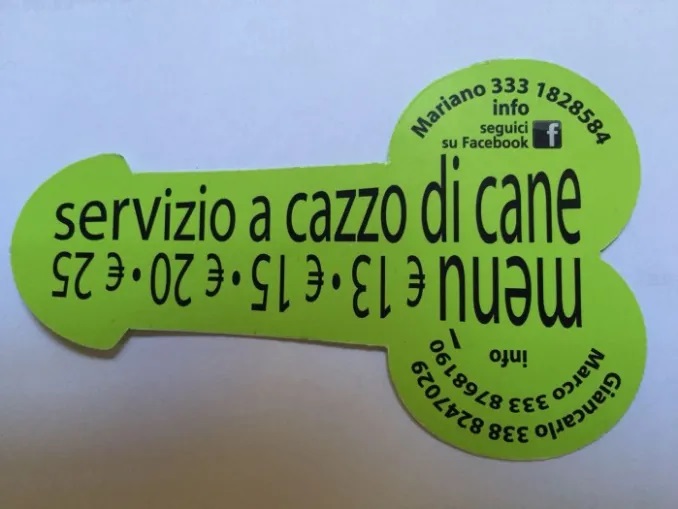 Mariano 333 1828584
info
seguici
su Facebook f
servizio a cazzo di cane
menù € 13 • € 15 • € 20 • € 25
info
Marco 333 8768190
Giancarlo 338 8247029